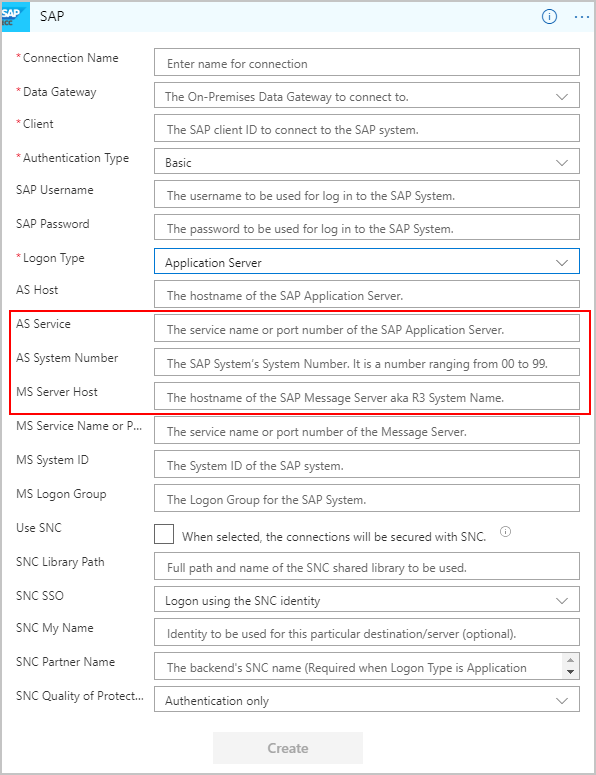 SAP
ECC
SAP
* Connection Name
Enter name for connection
* Data Gateway
The On-Premises Data Gateway to connect to.
* Client
The SAP client ID to connect to the SAP system.
* Authentication Type
Basic
SAP Username
The username to be used for log in to the SAP System.
SAP Password
The password to be used for log in to the SAP System.
* Logon Type
Application Server
AS Host
The hostname of the SAP Application Server.
AS Service
The service name or port number of the SAP Application Server.
AS System Number
The SAP System's System Number. It is a number ranging from 00 to 99.
MS Server Host
The hostname of the SAP Message Server aka R3 System Name.
MS Service Name or P...
The service name or port number of the Message Server.
MS System ID
The System ID of the SAP system.
MS Logon Group
The Logon Group for the SAP System.
Use SNC
When selected, the connections will be secured with SNC.
SNC Library Path
Full path and name of the SNC shared library to be used.
SNC SSO
Logon using the SNC identity
SNC My Name
Identity to be used for this particular destination/server (optional).
SNC Partner Name
The backend's SNC name (Required when Logon Type is Application
SNC Quality of Protect...
Authentication only
Create